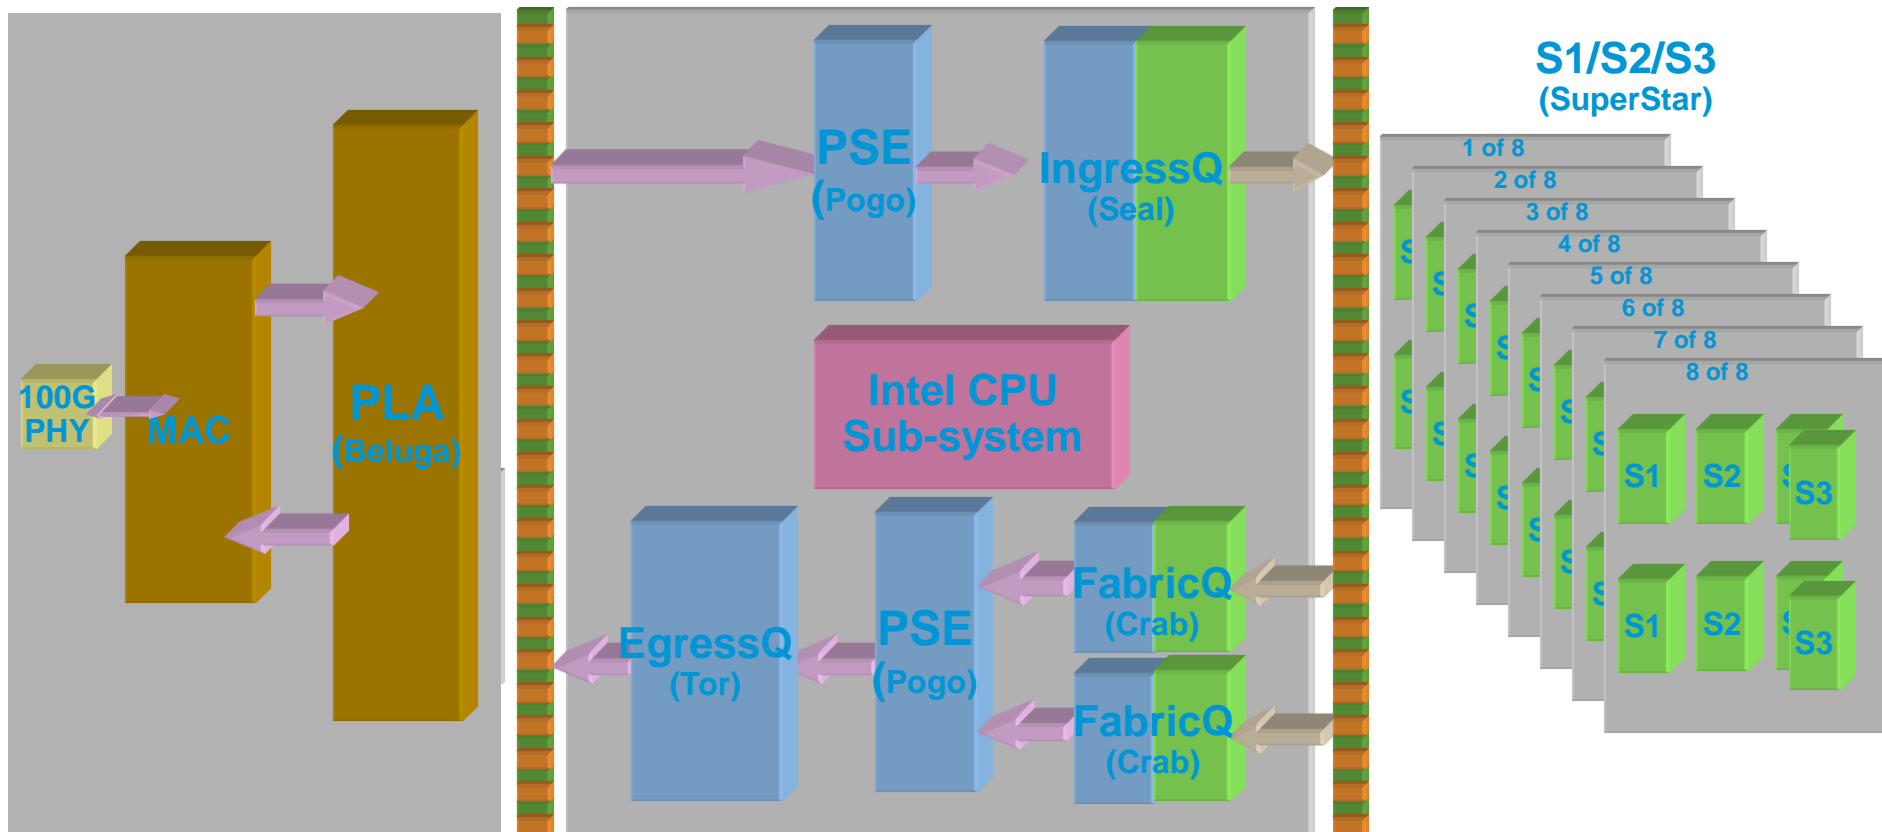 100G
PHY
MAC
PLA
(Beluga)
PSE
(Pogo)
IngressQ
(Seal)
Intel CPU
Sub-system
EgressQ
(Tor)
PSE
(Pogo)
FabricQ
(Crab)
FabricQ
(Crab)
S1/S2/S3
(SuperStar)
1 of 8
2 of 8
3 of 8
4 of 8
5 of 8
6 of 8
7 of 8
8 of 8
S1 S2 S3
S1 S2 S3